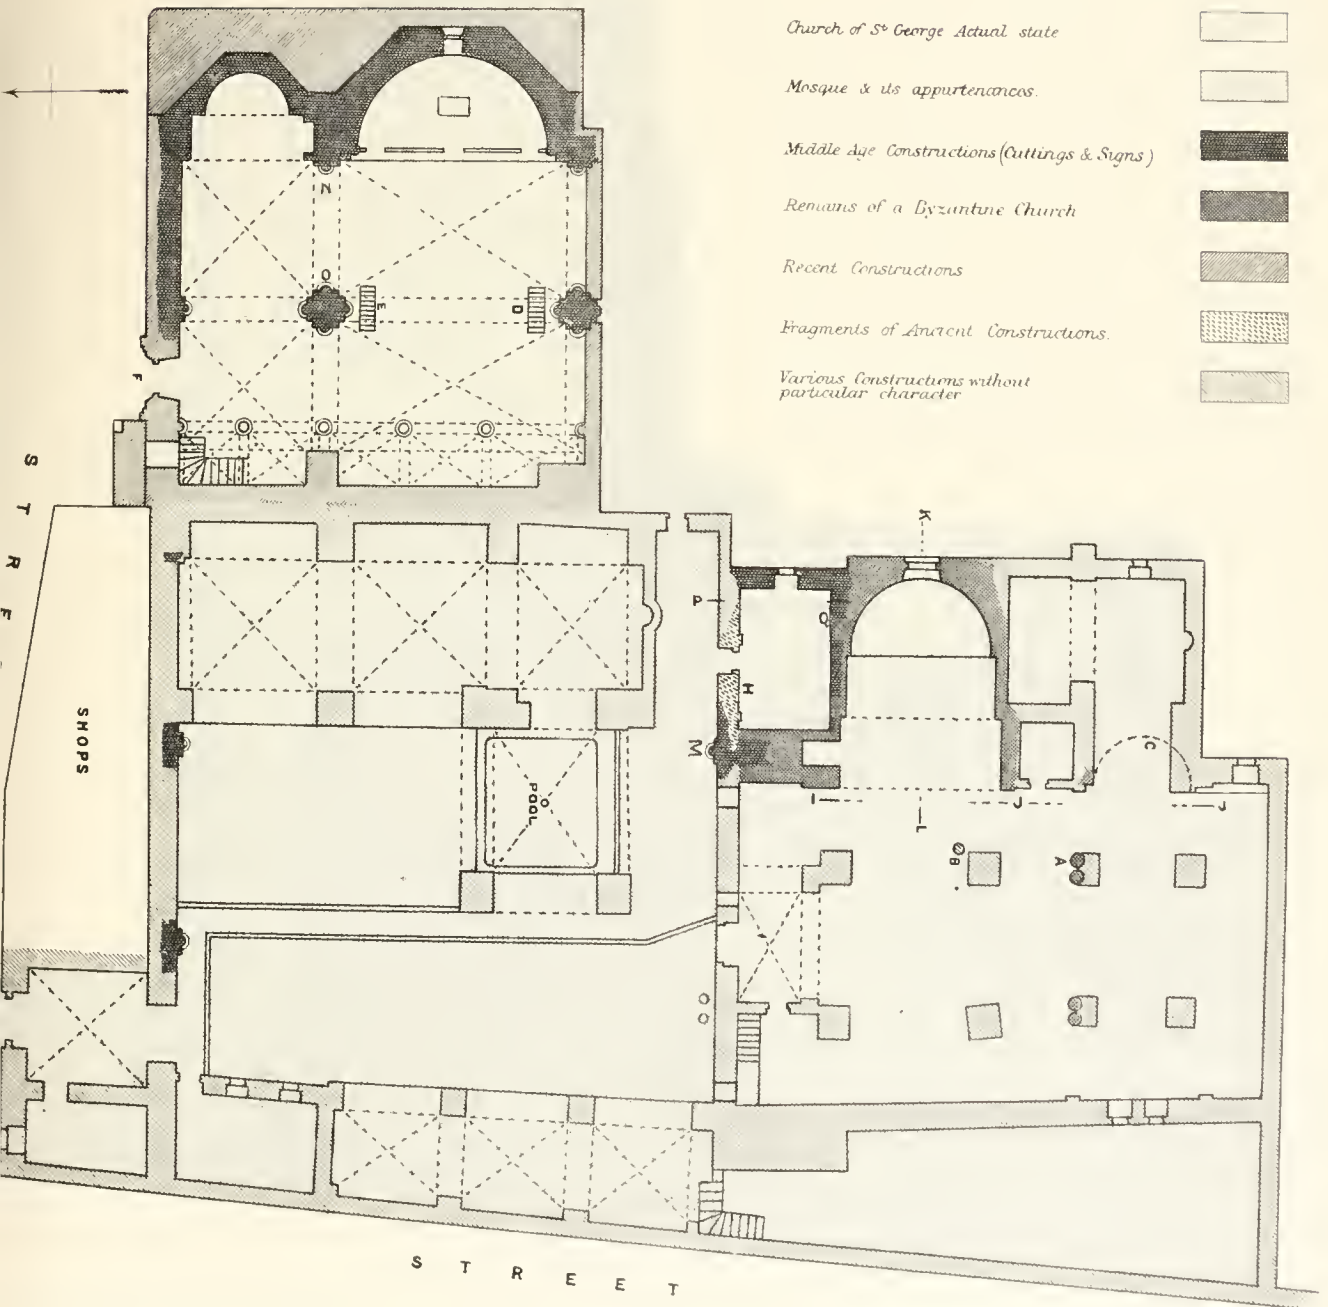 Church of St George Actual state
Mosque & its appurtenances.
Middle Age Constructions (Cuttings & Signs)
Remains of a Byzantine Church
Recent Constructions
Fragments of Ancient Constructions.
Various Constructions without
particular character
N
O
E
D
F
STREE
K
P
Q
H
M
C
SHOPS
POOL
I
J
J
L
B
A
STREET